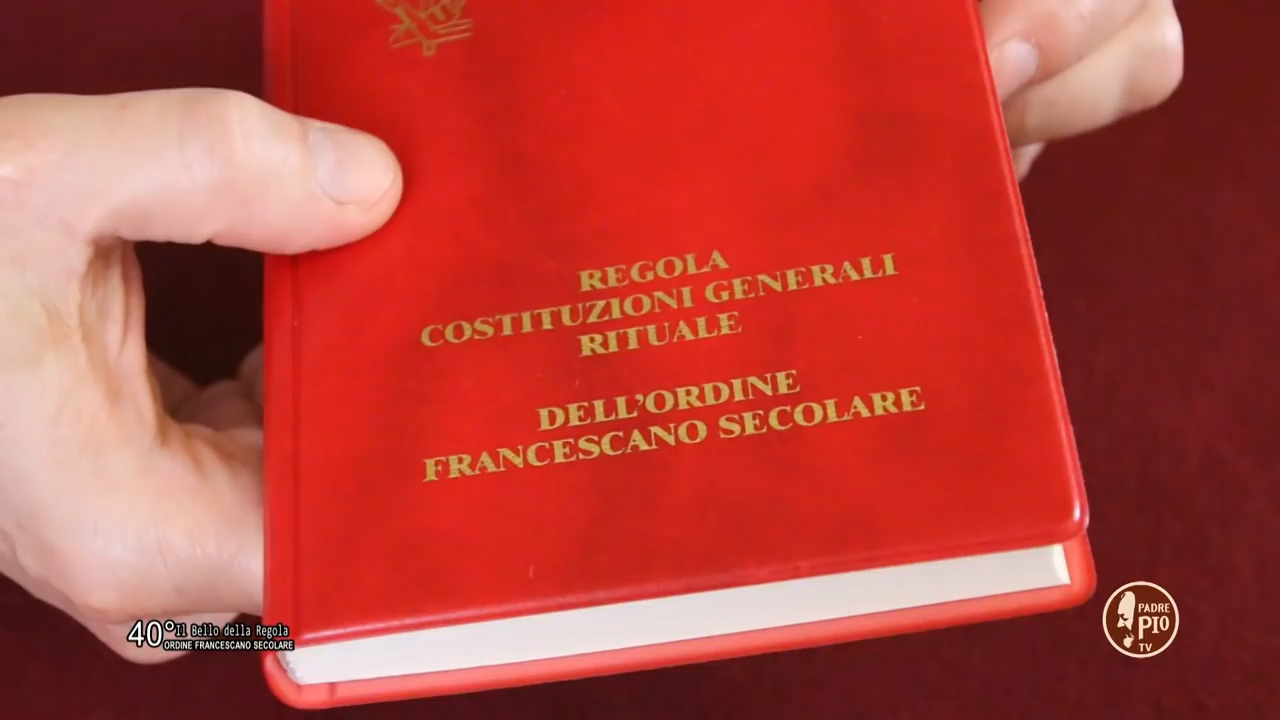 REGOLA
COSTITUZIONI GENERALI
RITUALE
DELL'ORDINE
FRANCESCANO SECOLARE
40° Il Bello della Regola
ORDINE FRANCESCANO SECOLARE
PADRE
PIO
TV